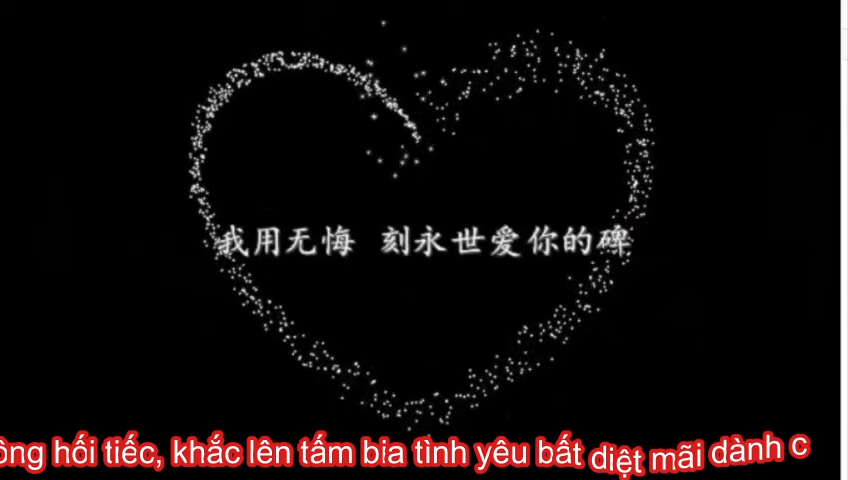 我用无悔 刻永世爱你的碑
ông hối tiếc, khắc lên tấm bia tình yêu bất diệt mãi dành c